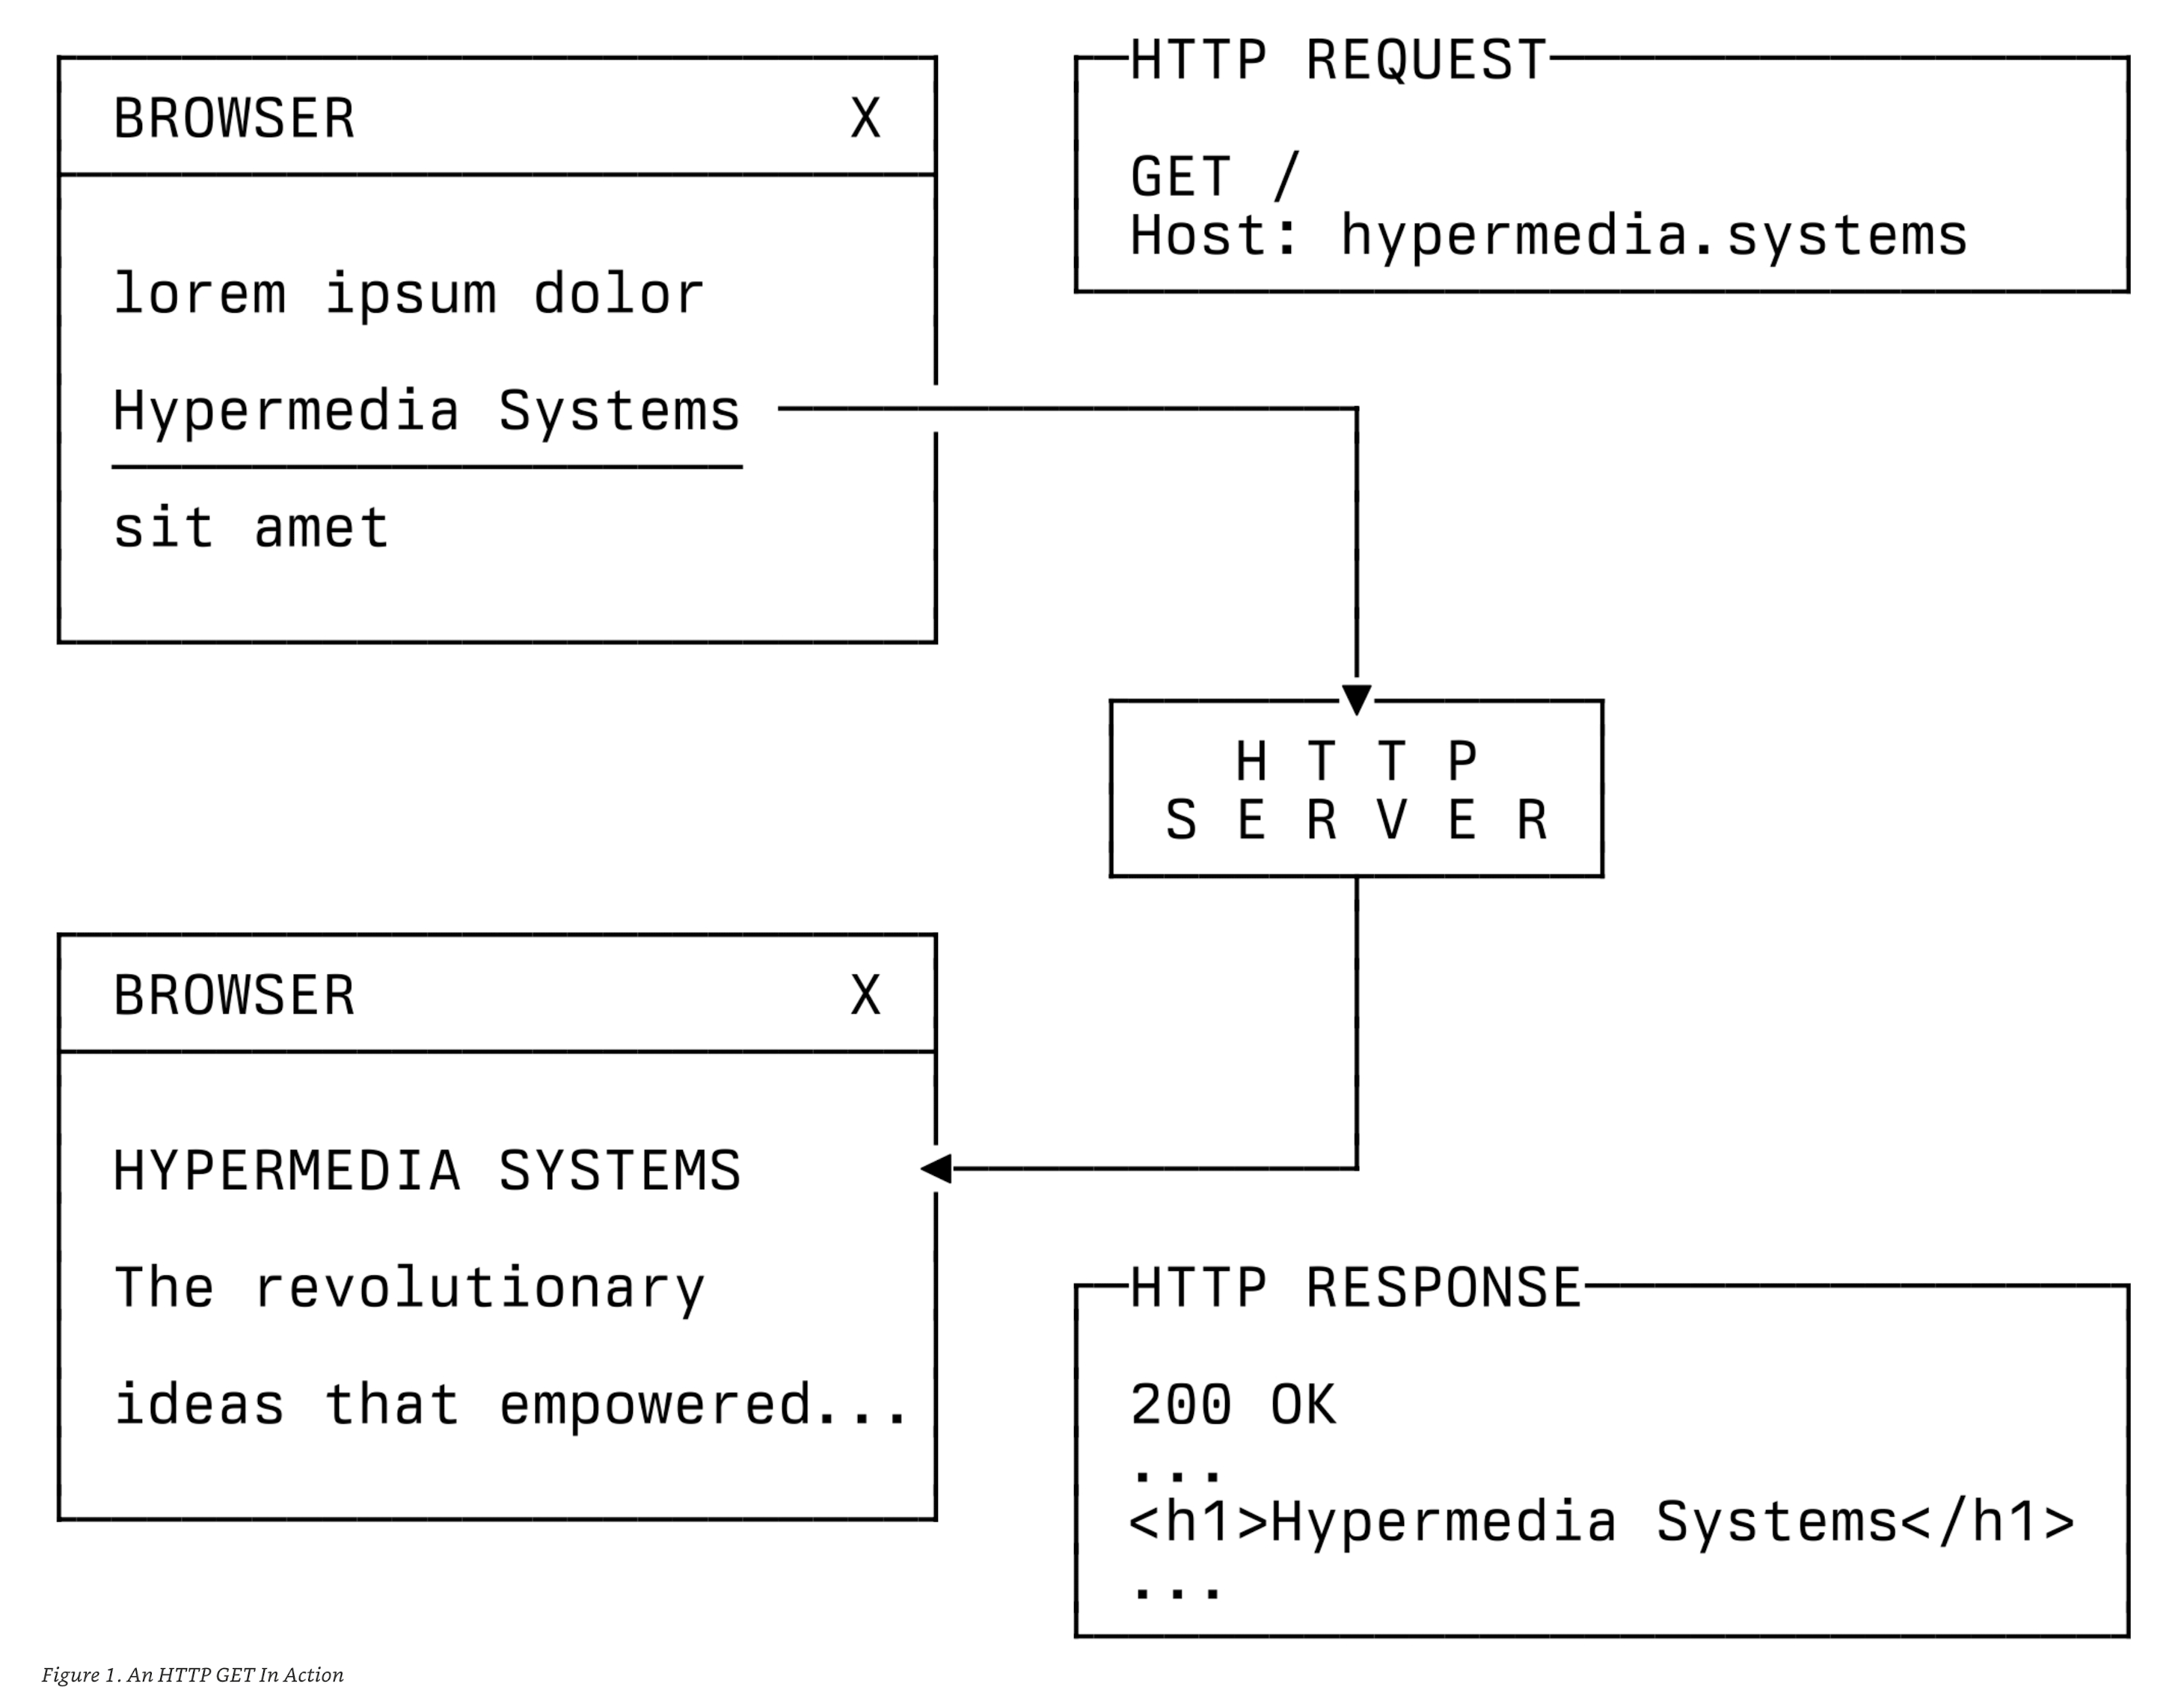 BROWSER X
lorem ipsum dolor
Hypermedia Systems
sit amet
HTTP REQUEST
GET /
Host: hypermedia.systems
H T T P
S E R V E R
BROWSER X
HYPERMEDIA SYSTEMS
The revolutionary
ideas that empowered...
HTTP RESPONSE
200 OK
...
<h1>Hypermedia Systems</h1>
...
Figure 1. An HTTP GET In Action